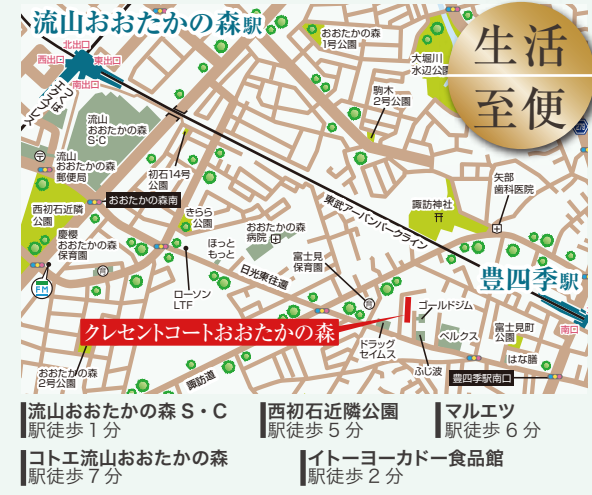 流山おおたかの森駅
北出口
西出口
東出口
南出口
つくば
エクスプレス
おおたかの森
1号公園
大堀川
水辺公園
生活
至便
駒木
2号公園
流山
おおたかの森
S・C
流山
おおたかの森
郵便局
初石14号
公園
おおたかの森南
西初石近隣
公園
きらら
公園
慶櫻
おおたかの森
保育園
ほっと
もっと
おおたかの森
病院
東武アーバンパークライン
諏訪神社
矢部
歯科医院
富士見
保育園
日光東往還
ローソン
LTF
FM
豊四季駅
南口
クレセントコートおおたかの森
ゴールドジム
ドラッグ
セイムス
ベルクス
富士見町
公園
ふじ波
はな膳
豊四季駅南口
おおたかの森
2号公園
諏訪道
流山おおたかの森 S・C
駅徒歩 1 分
西初石近隣公園
駅徒歩 5 分
マルエツ
駅徒歩 6 分
コトエ流山おおたかの森
駅徒歩 7 分
イトーヨーカドー食品館
駅徒歩 2 分